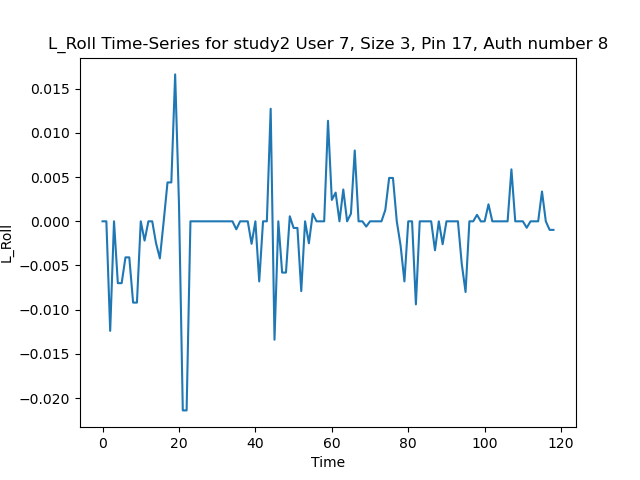 L_Roll Time-Series for study2 User 7, Size 3, Pin 17, Auth number 8
0.015
0.010
0.005
0.000
−0.005
−0.010
−0.015
−0.020
L_Roll
0 20 40 60 80 100 120
Time